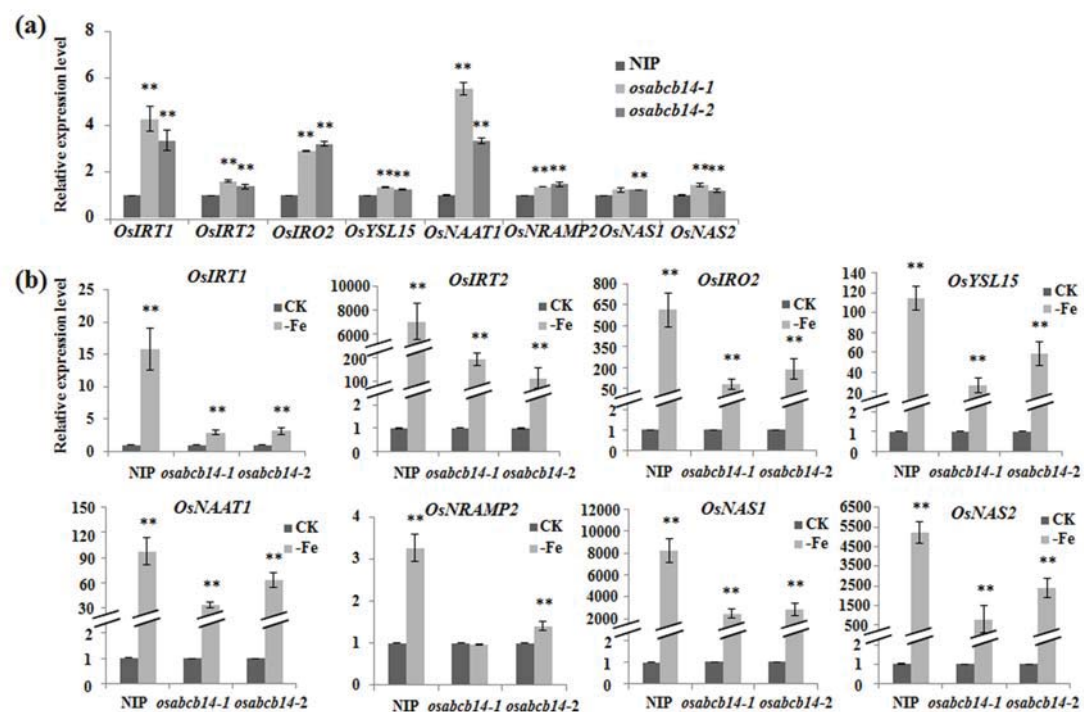 (a)
Relative expression level
8
6
4
2
0
NIP
osabcb14-1
osabcb14-2
** ** ** ** ** ** ** ** ** ** ** ** ** ** **
OsIRT1 OsIRT2 OsIRO2 OsYSL15 OsNAAT1 OsNRAMP2 OsNAS1 OsNAS2
(b)
Relative expression level
OsIRT1
25
20
15
10
5
0
CK
-Fe
** ** **
NIP osabcb14-1 osabcb14-2
OsIRT2
10000
8000
6000
200
100
2
1
0
CK
-Fe
** ** **
NIP osabcb14-1 osabcb14-2
OsIRO2
800
650
500
350
200
50
2
1
0
CK
-Fe
** ** **
NIP osabcb14-1 osabcb14-2
OsYSL15
140
120
100
80
60
40
20
2
1
0
CK
-Fe
** ** **
NIP osabcb14-1 osabcb14-2
OsNAAT1
150
120
90
60
30
2
1
0
CK
-Fe
** ** **
NIP osabcb14-1 osabcb14-2
OsNRAMP2
4
3
2
1
0
CK
-Fe
** **
NIP osabcb14-1 osabcb14-2
OsNAS1
12000
10000
8000
6000
4000
2000
2
1
0
CK
-Fe
** ** **
NIP osabcb14-1 osabcb14-2
OsNAS2
6500
5500
4500
3500
2500
1500
500
2
1
0
CK
-Fe
** ** **
NIP osabcb14-1 osabcb14-2